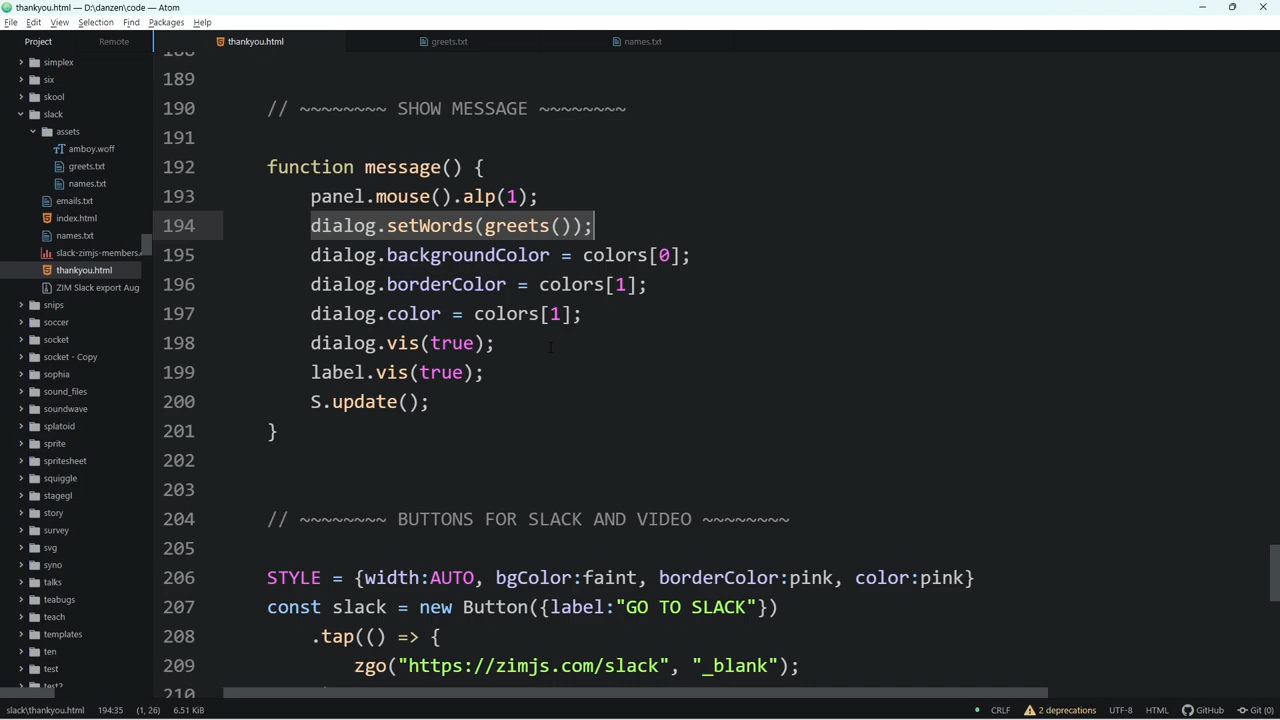 thankyou.html — D:\danzen\code — Atom
File Edit View Selection Find Packages Help
Project Remote thankyou.html greets.txt names.txt
simplex
six
skool
slack
assets
amboy.woff
greets.txt
names.txt
emails.txt
index.html
names.txt
slack-zimjs-members.
thankyou.html
ZIM Slack export Aug
snips
soccer
socket
socket - Copy
sophia
sound_files
soundwave
splatoid
sprite
spritesheet
squiggle
stagegl
story
survey
svg
syno
talks
teabugs
teach
templates
ten
test
test2
188
189
190 // ~~~~~~~~ SHOW MESSAGE ~~~~~~~~
191
192 function message() {
193 panel.mouse().alp(1);
194 dialog.setWords(greets());
195 dialog.backgroundColor = colors[0];
196 dialog.borderColor = colors[1];
197 dialog.color = colors[1];
198 dialog.vis(true);
199 label.vis(true);
200 S.update();
201 }
202
203
204 // ~~~~~~~~ BUTTONS FOR SLACK AND VIDEO ~~~~~~~~
205
206 STYLE = {width:AUTO, bgColor:faint, borderColor:pink, color:pink}
207 const slack = new Button({label:"GO TO SLACK"})
208 .tap(() => {
209 zgo("https://zimjs.com/slack", "_blank");
210
slack\thankyou.html 194:35 (1, 26) 6.51 KiB CRLF 2 deprecations UTF-8 HTML GitHub Git (0)